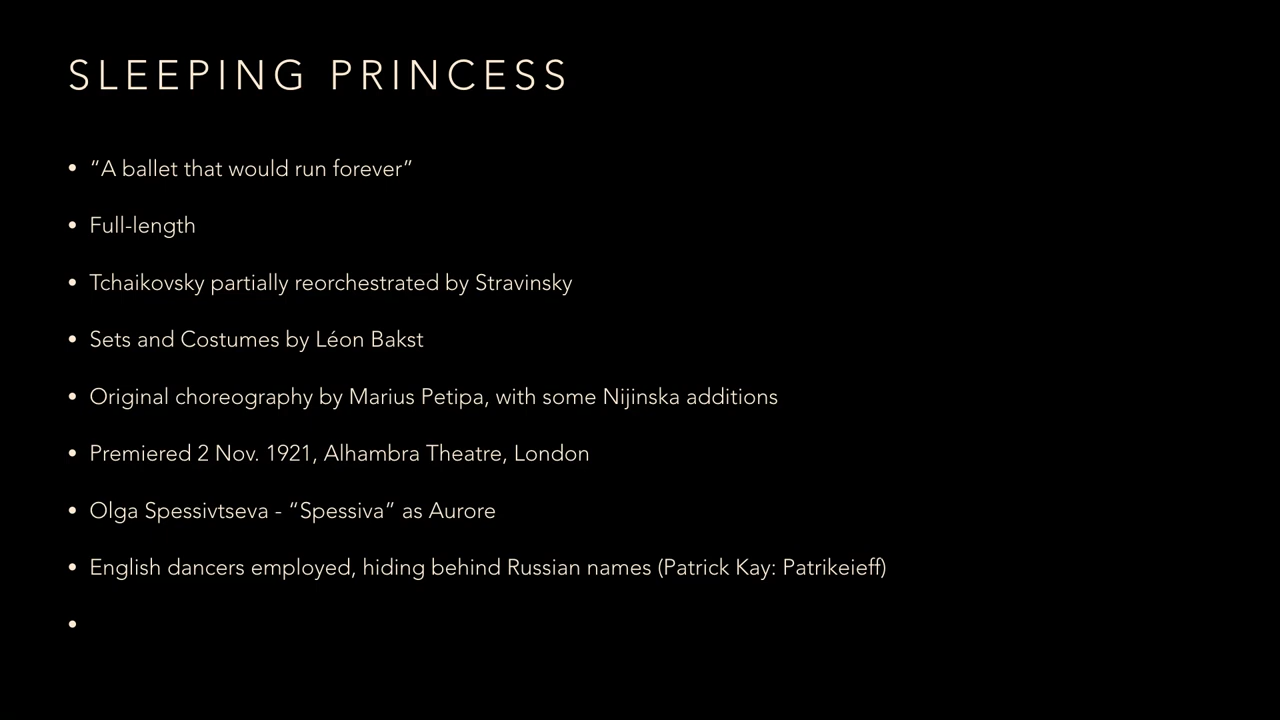 SLEEPING PRINCESS
• “A ballet that would run forever”
• Full-length
• Tchaikovsky partially reorchestrated by Stravinsky
• Sets and Costumes by Léon Bakst
• Original choreography by Marius Petipa, with some Nijinska additions
• Premiered 2 Nov. 1921, Alhambra Theatre, London
• Olga Spessivtseva - “Spessiva” as Aurore
• English dancers employed, hiding behind Russian names (Patrick Kay: Patrikeieff)
•